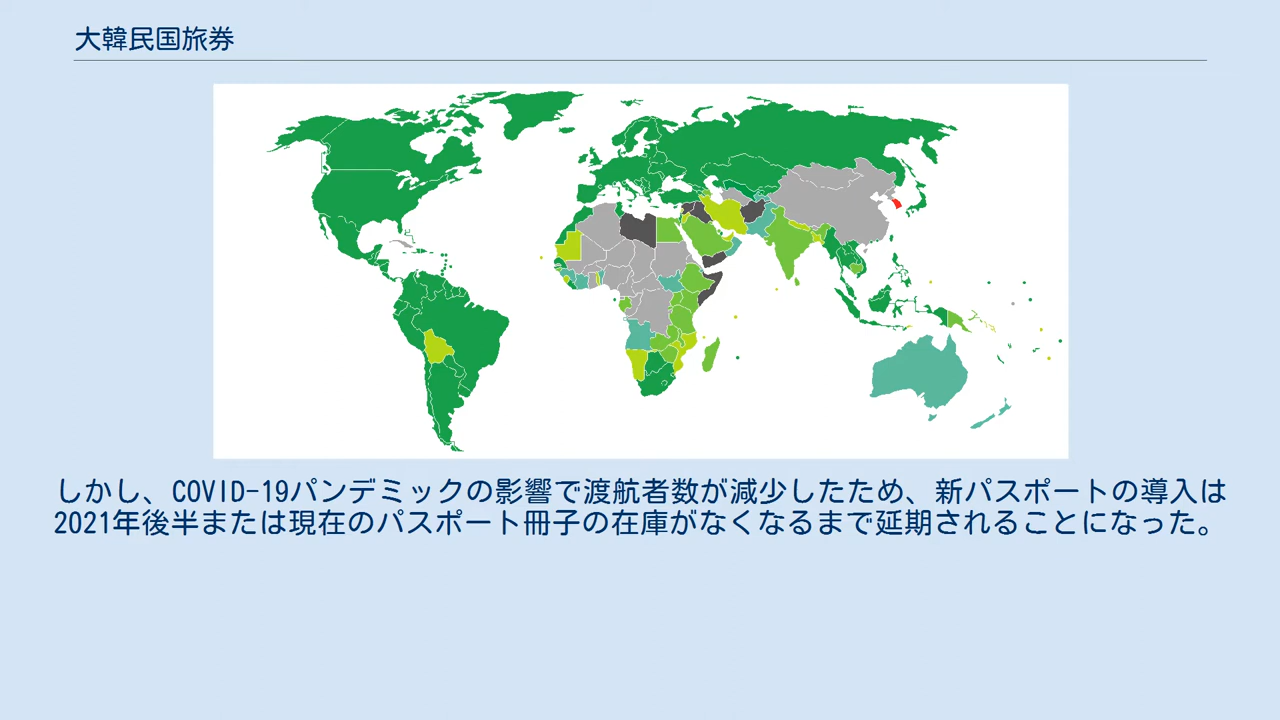 大韓民国旅券
しかし、COVID-19パンデミックの影響で渡航者数が減少したため、新パスポートの導入は
2021年後半または現在のパスポート冊子の在庫がなくなるまで延期されることになった。